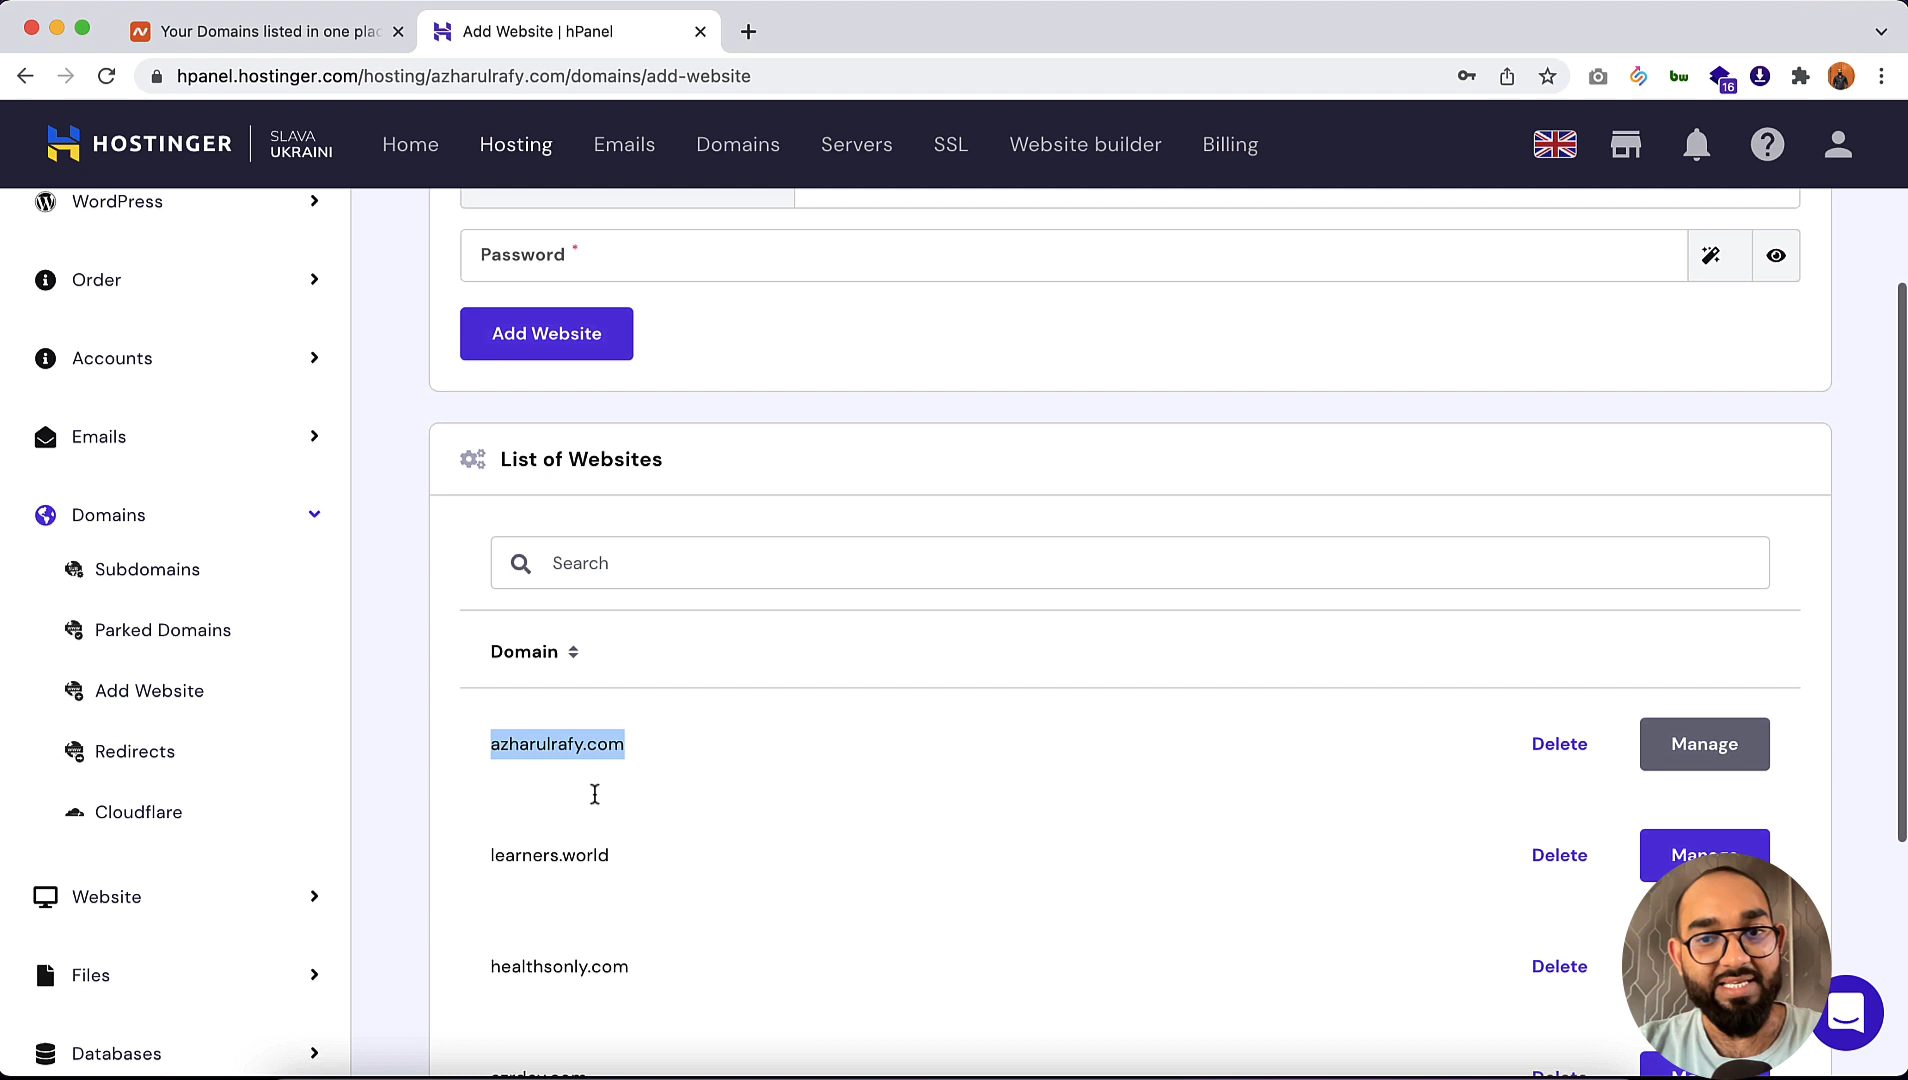 Your Domains listed in one plac
Add Website | hPanel
hpanel.hostinger.com/hosting/azharulrafy.com/domains/add-website
bw
16
HOSTINGER
SLAVA
UKRAINI
Home
Hosting
Emails
Domains
Servers
SSL
Website builder
Billing
WordPress
Order
Accounts
Emails
Domains
Subdomains
Parked Domains
Add Website
Redirects
Cloudflare
Website
Files
Databases
Password *
Add Website
List of Websites
Search
Domain
azharulrafy.com
Delete
Manage
learners.world
Delete
Manage
healthsonly.com
Delete
Delete